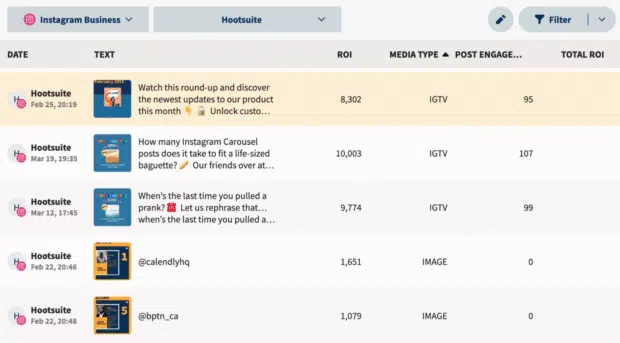 Instagram Business
Hootsuite
Filter
DATE TEXT ROI MEDIA TYPE POST ENGAGE... TOTAL ROI
Hootsuite
Feb 25, 20:19
Watch this round-up and discover
the newest updates to our product
this month 👇 🔓 Unlock custo...
8,302 IGTV 95
Hootsuite
Mar 19, 19:35
How many Instagram Carousel
posts does it take to fit a life-sized
baguette? 🥖 Our friends over at...
10,003 IGTV 107
Hootsuite
Mar 12, 17:45
When's the last time you pulled a
prank? Let us rephrase that...
when's the last time you pulled a...
9,774 IGTV 99
Hootsuite
Feb 22, 20:46
1
@calendlyhq
1,651 IMAGE 0
Hootsuite
Feb 22, 20:48
5
@bptn_ca
1,079 IMAGE 0